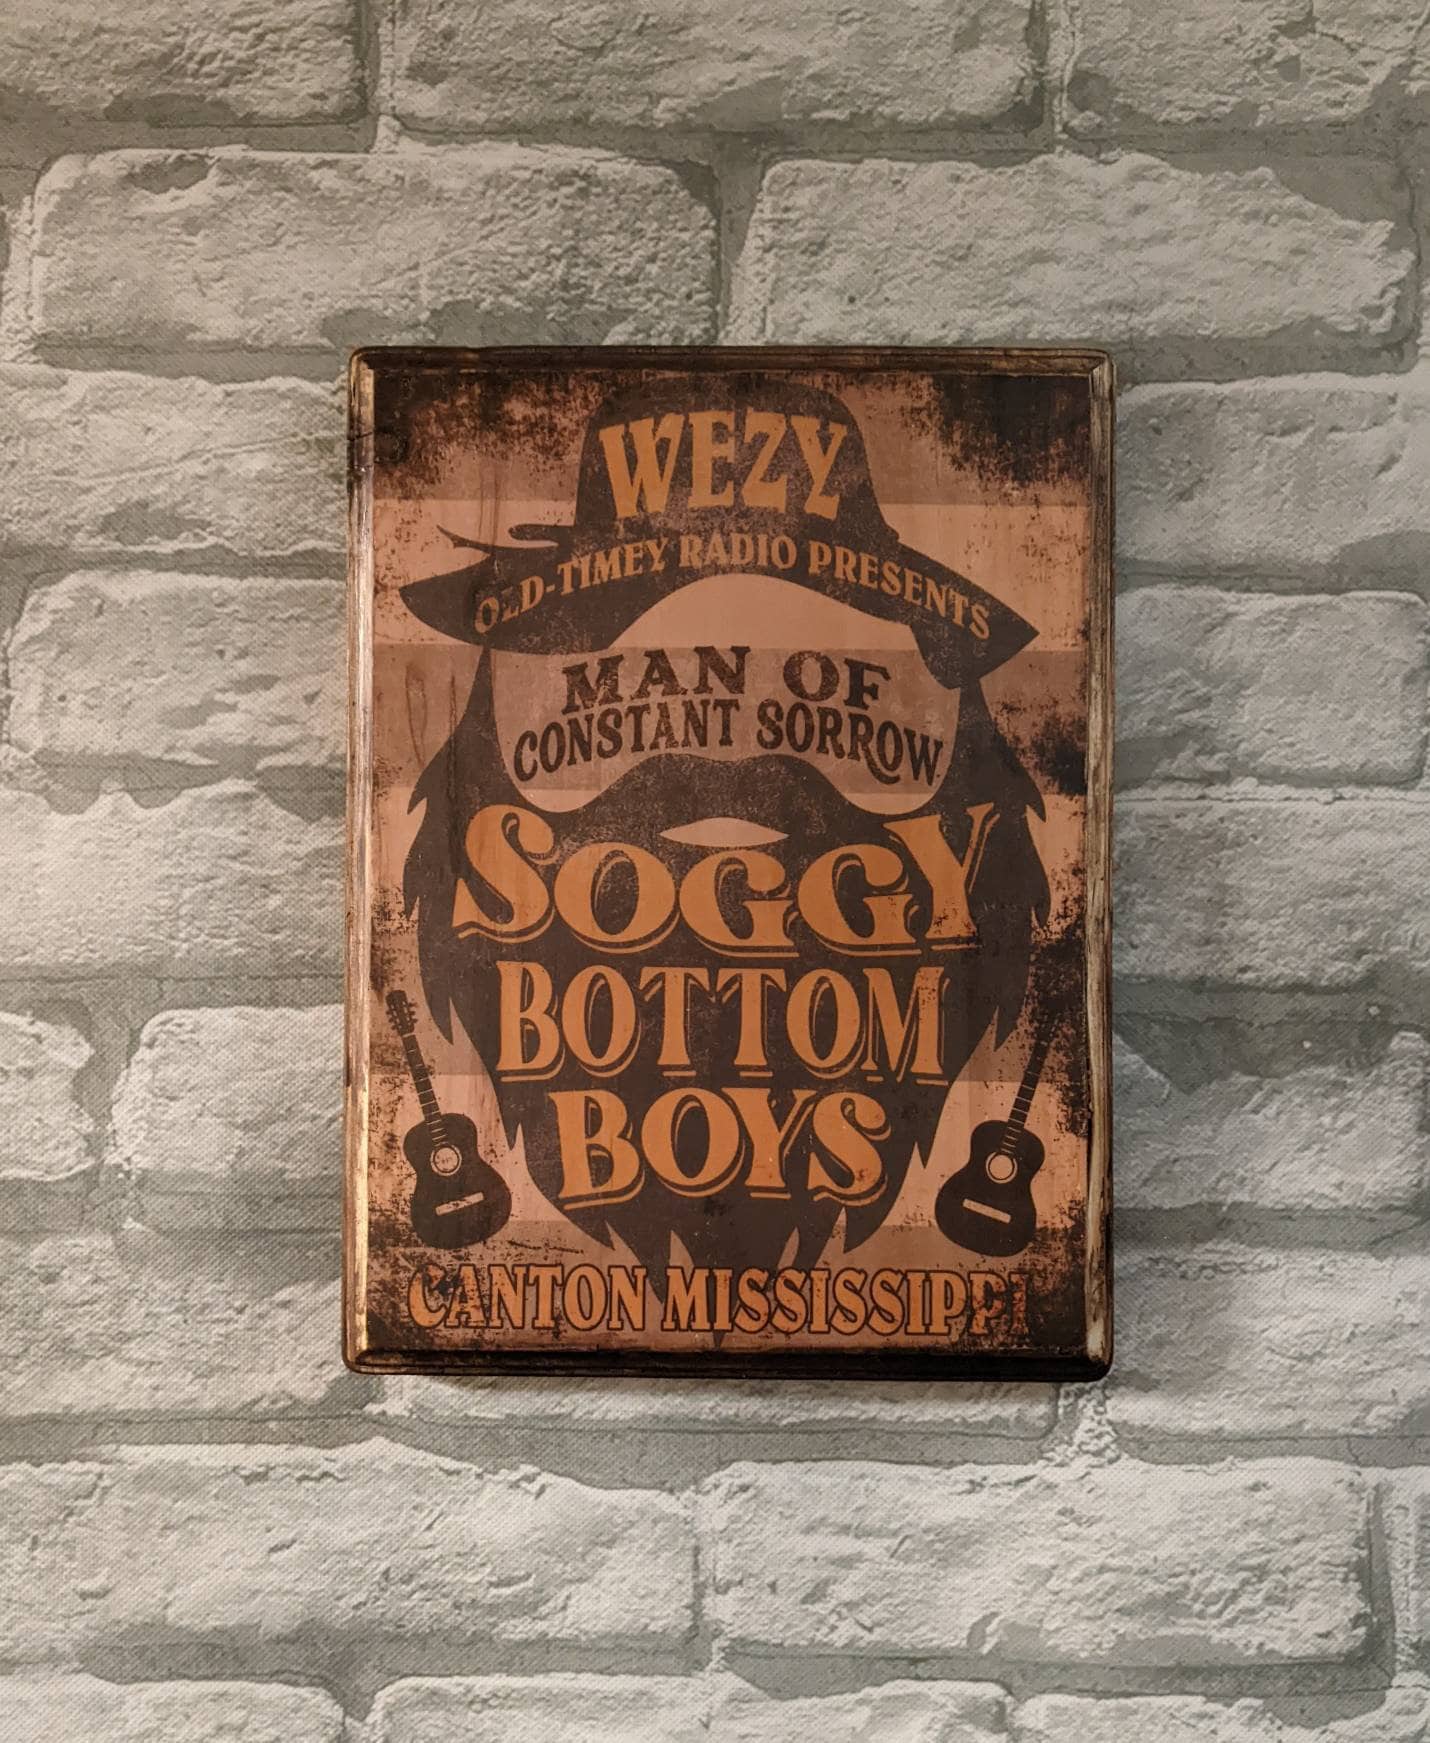 WEZY
OLD-TIMEY RADIO PRESENTS
MAN OF
CONSTANT SORROW
SOGGY
BOTTOM
BOYS
CANTON MISSISSIPPI